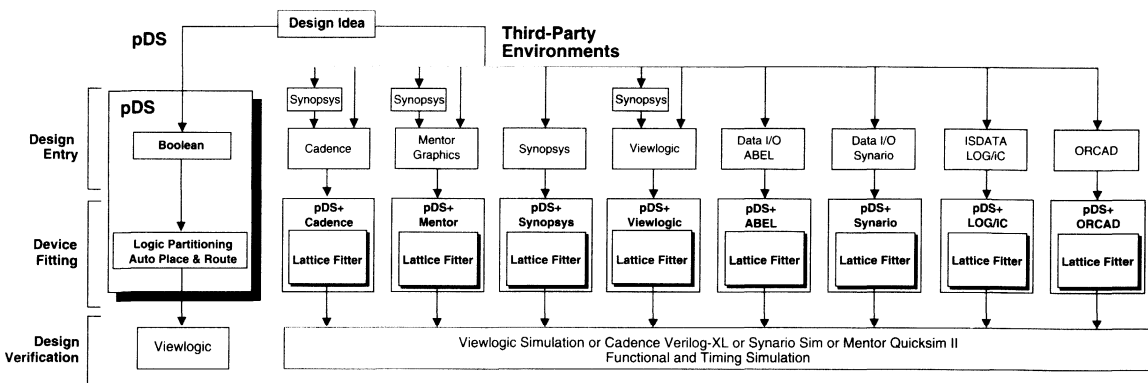 Design Idea
pDS
Third-Party
Environments
Design
Entry
pDS
Boolean
Synopsys
Synopsys
Synopsys
Cadence
Mentor
Graphics
Synopsys
Viewlogic
Data I/O
ABEL
Data I/O
Synario
ISDATA
LOG/iC
ORCAD
Device
Fitting
Logic Partitioning
Auto Place & Route
pDS+
Cadence
Lattice Fitter
pDS+
Mentor
Lattice Fitter
pDS+
Synopsys
Lattice Fitter
pDS+
Viewlogic
Lattice Fitter
pDS+
ABEL
Lattice Fitter
pDS+
Synario
Lattice Fitter
pDS+
LOG/iC
Lattice Fitter
pDS+
ORCAD
Lattice Fitter
Design
Verification
Viewlogic
Viewlogic Simulation or Cadence Verilog-XL or Synario Sim or Mentor Quicksim II
Functional and Timing Simulation